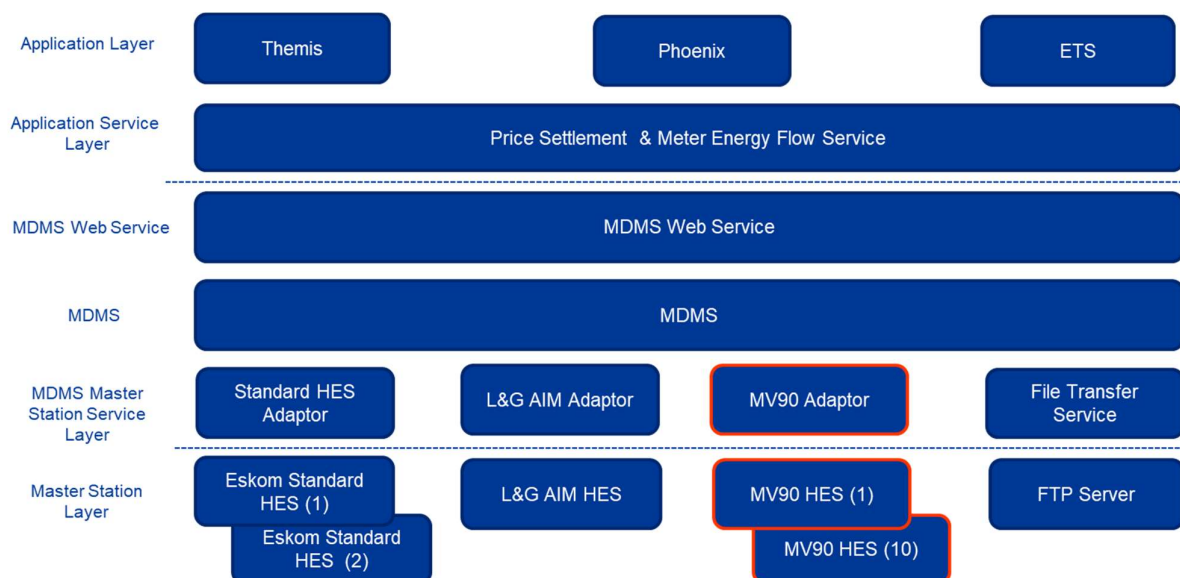 Application Layer
Themis
Phoenix
ETS
Application Service
Layer
Price Settlement & Meter Energy Flow Service
MDMS Web Service
MDMS Web Service
MDMS
MDMS
MDMS Master
Station Service
Layer
Standard HES
Adaptor
L&G AIM Adaptor
MV90 Adaptor
File Transfer
Service
Master Station
Layer
Eskom Standard
HES (1)
L&G AIM HES
MV90 HES (1)
FTP Server
Eskom Standard
HES (2)
MV90 HES (10)